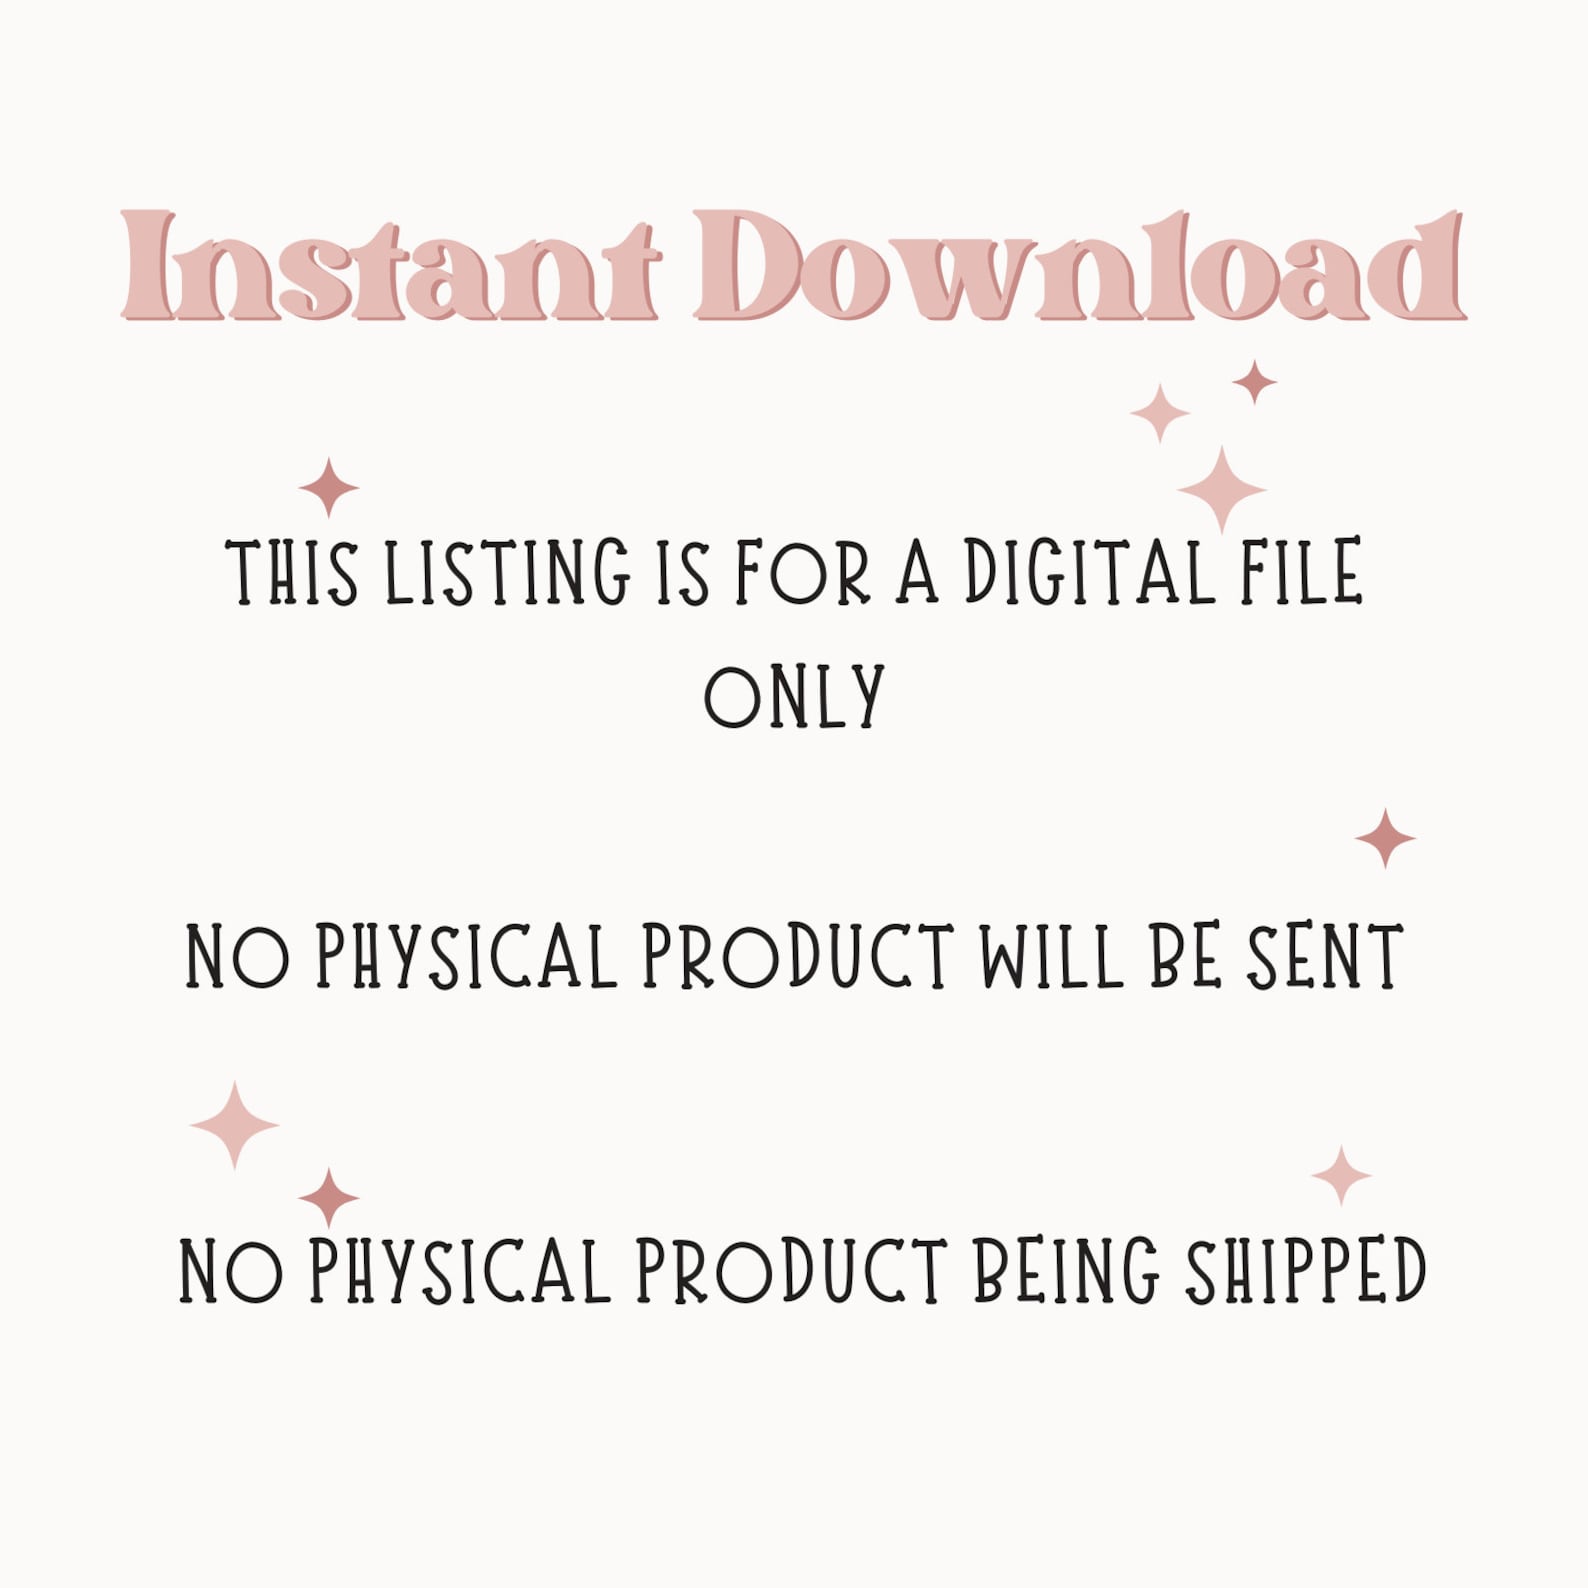 Instant Download
THIS LISTING IS FOR A DIGITAL FILE
ONLY
NO PHYSICAL PRODUCT WILL BE SENT
NO PHYSICAL PRODUCT BEING SHIPPED